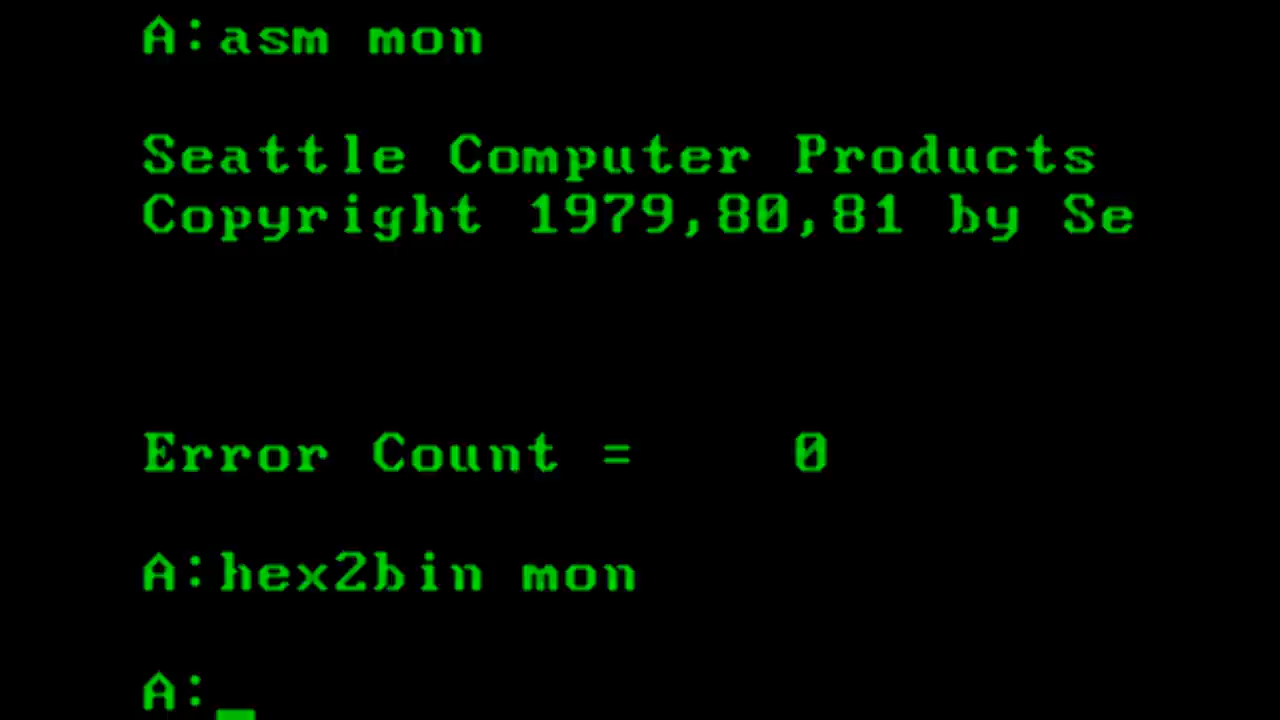 A:asm mon
Seattle Computer Products
Copyright 1979,80,81 by Se
Error Count =    0
A:hex2bin mon
A:_